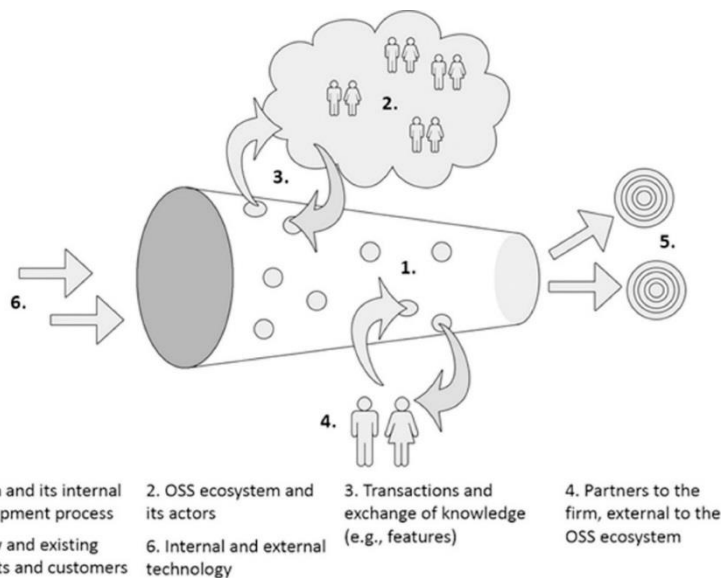 2.
3.
5.
1.
6.
4.
and its internal
process
2. OSS ecosystem and
its actors
3. Transactions and
exchange of knowledge
(e.g., features)
4. Partners to the
firm, external to the
OSS ecosystem
and existing
and customers
6. Internal and external
technology